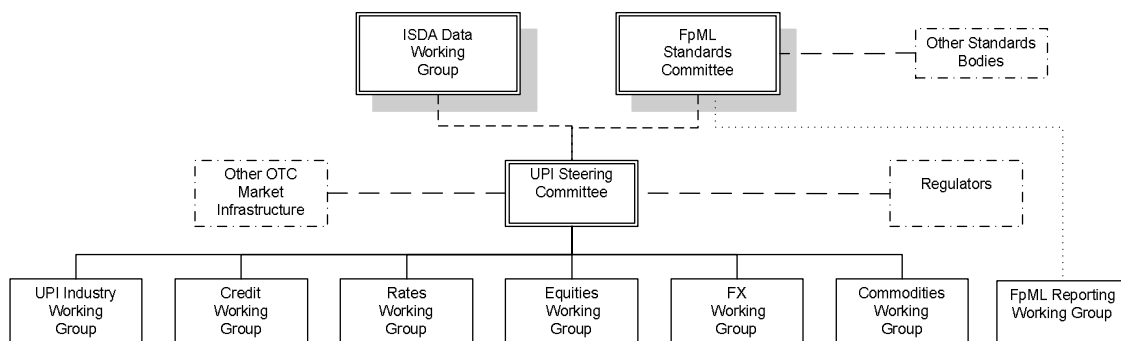 ISDA Data
Working
Group
FpML
Standards
Committee
Other Standards
Bodies
Other OTC
Market
Infrastructure
UPI Steering
Committee
Regulators
UPI Industry
Working
Group
Credit
Working
Group
Rates
Working
Group
Equities
Working
Group
FX
Working
Group
Commodities
Working
Group
FpML Reporting
Working Group